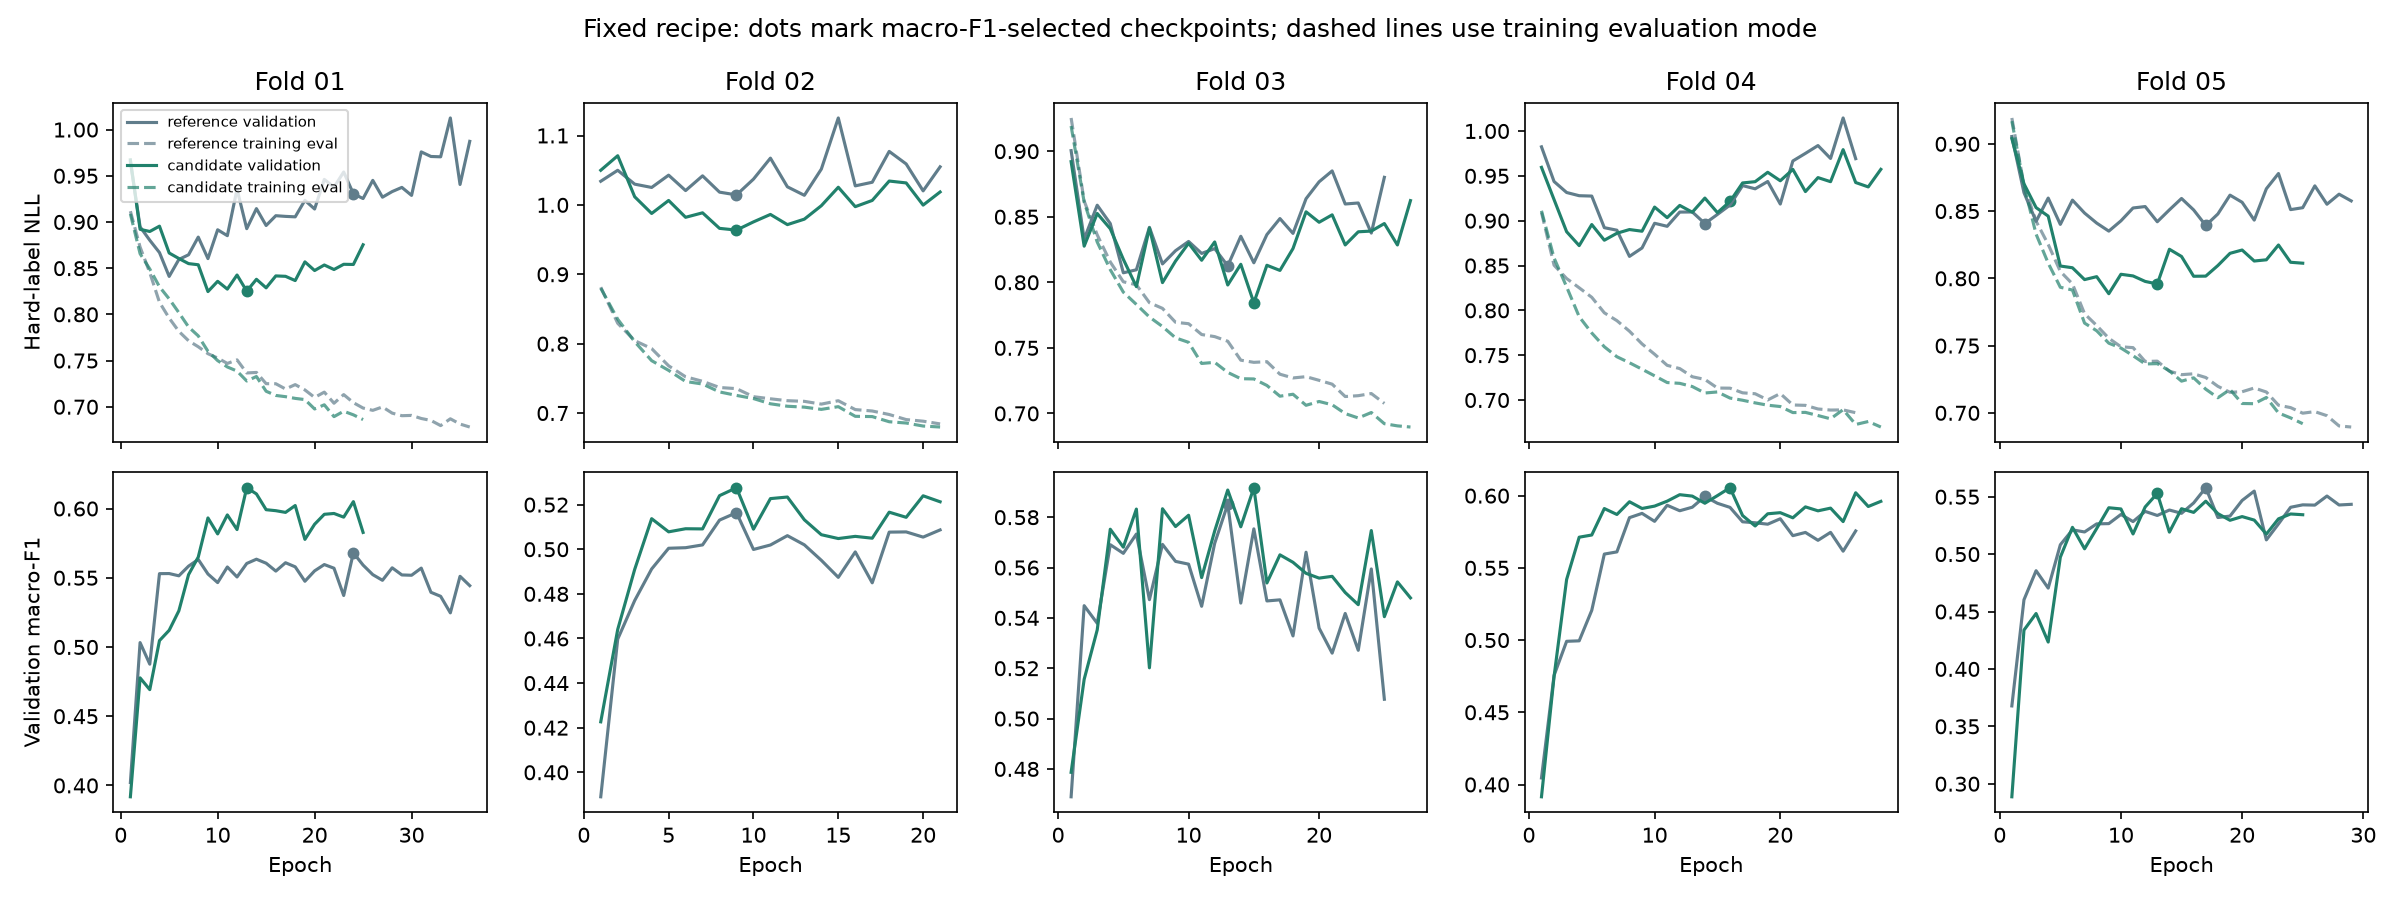 Fixed recipe: dots mark macro-F1-selected checkpoints; dashed lines use training evaluation mode
Fold 01
Fold 02
Fold 03
Fold 04
Fold 05
Hard-label NLL
1.00
0.95
0.90
0.85
0.80
0.75
0.70
reference validation
reference training eval
candidate validation
candidate training eval
1.1
1.0
0.9
0.8
0.7
0.90
0.85
0.80
0.75
0.70
1.00
0.95
0.90
0.85
0.80
0.75
0.70
0.90
0.85
0.80
0.75
0.70
Validation macro-F1
0.60
0.55
0.50
0.45
0.40
0 10 20 30
Epoch
0.52
0.50
0.48
0.46
0.44
0.42
0.40
0 5 10 15 20
Epoch
0.58
0.56
0.54
0.52
0.50
0.48
0 10 20
Epoch
0.60
0.55
0.50
0.45
0.40
0 10 20
Epoch
0.55
0.50
0.45
0.40
0.35
0.30
0 10 20 30
Epoch